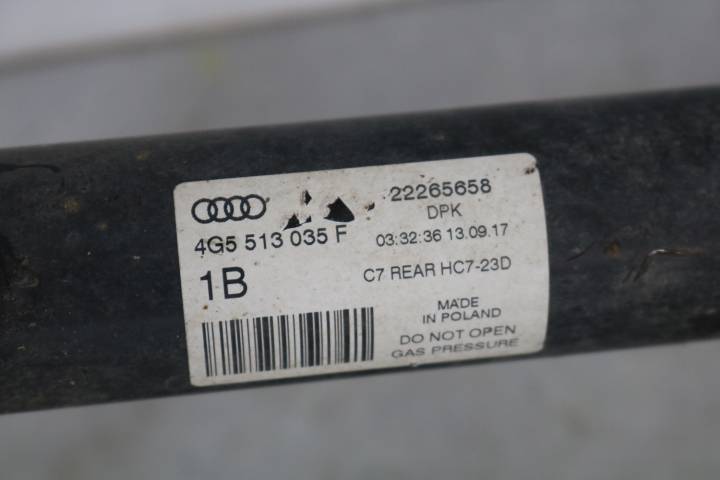 22265658
DPK
4G5 513 035 F
03:32:36 13.09.17
1B
C7 REAR HC7-23D
MADE
IN POLAND
DO NOT OPEN
GAS PRESSURE